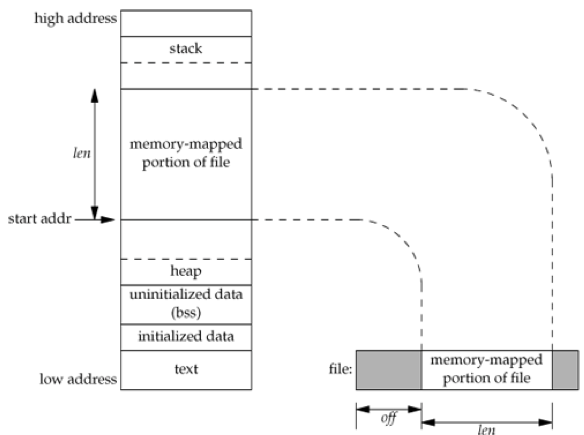 high address
stack
len
memory-mapped
portion of file
start addr
heap
uninitialized data
(bss)
initialized data
text
low address
file:
memory-mapped
portion of file
off
len